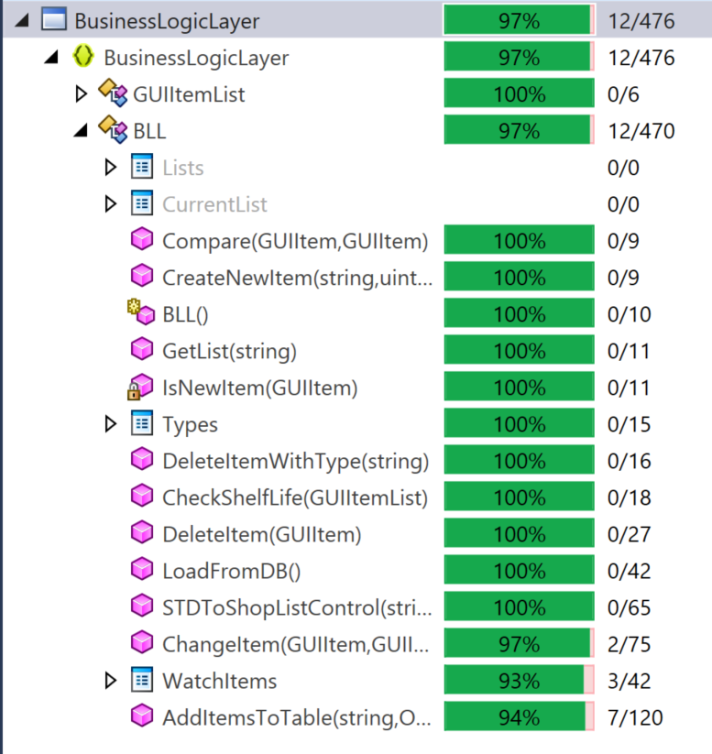 BusinessLogicLayer 97% 12/476
BusinessLogicLayer 97% 12/476
GUIItemList 100% 0/6
BLL 97% 12/470
Lists 0/0
CurrentList 0/0
Compare(GUIItem,GUIItem) 100% 0/9
CreateNewItem(string,uint... 100% 0/9
BLL() 100% 0/10
GetList(string) 100% 0/11
IsNewItem(GUIItem) 100% 0/11
Types 100% 0/15
DeleteItemWithType(string) 100% 0/16
CheckShelfLife(GUIItemList) 100% 0/18
DeleteItem(GUIItem) 100% 0/27
LoadFromDB() 100% 0/42
STDToShopListControl(stri... 100% 0/65
ChangeItem(GUIItem,GUII... 97% 2/75
WatchItems 93% 3/42
AddItemsToTable(string,O... 94% 7/120